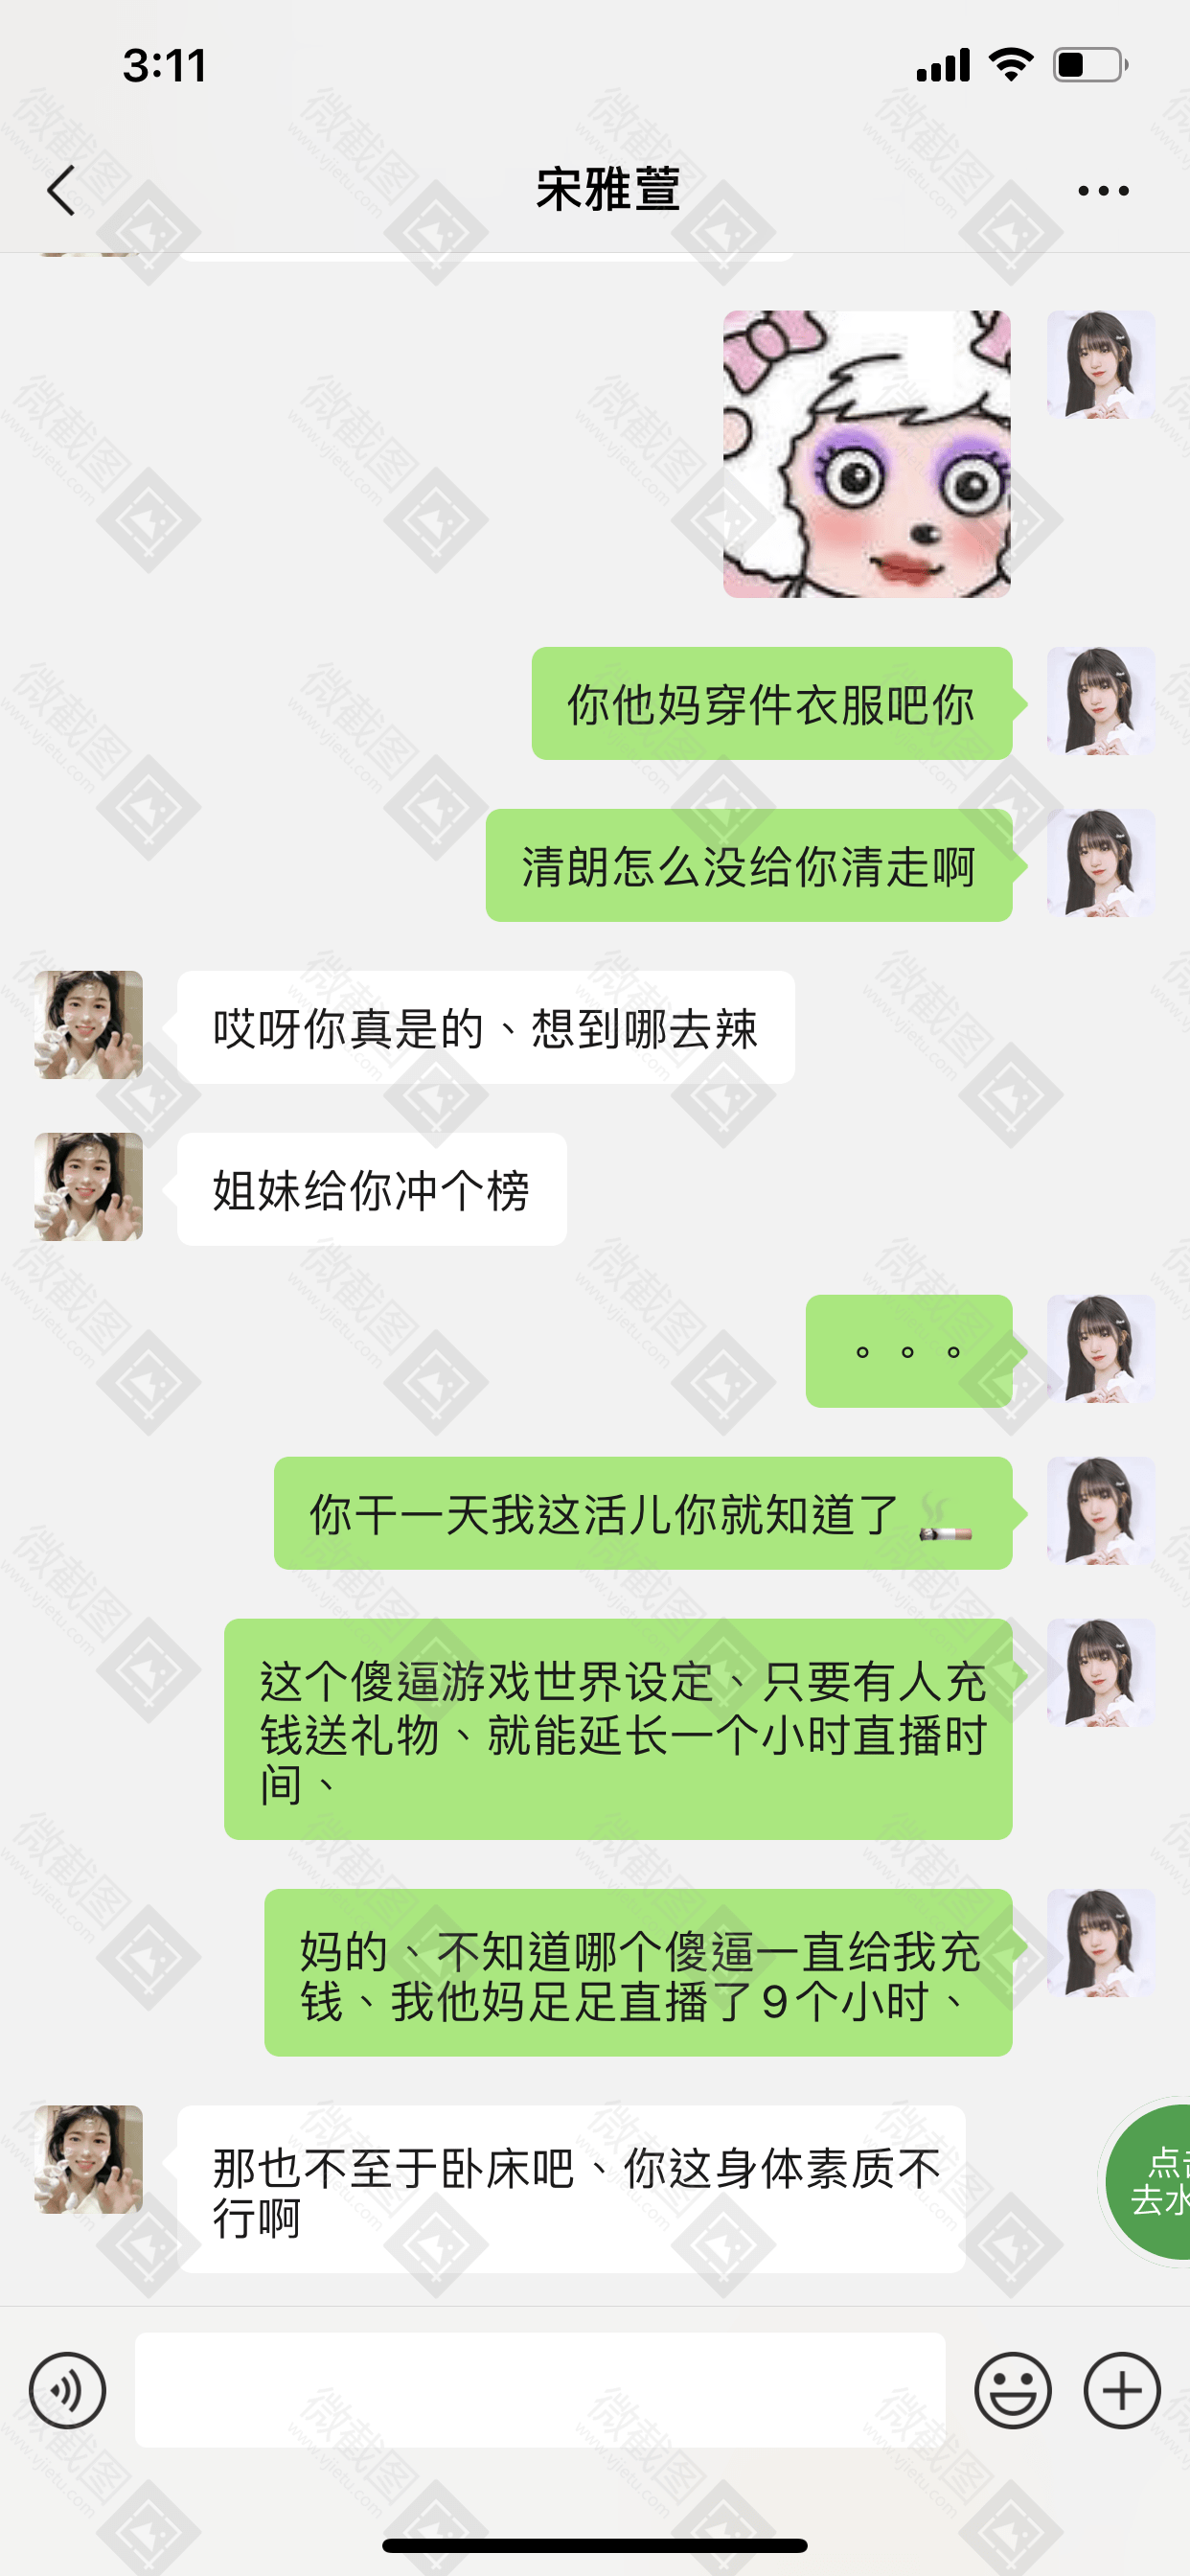 3:11
宋雅萱
你他妈穿件衣服吧你
清朗怎么没给你清走啊
哎呀你真是的、想到哪去辣
姐妹给你冲个榜
。。。
你干一天我这活儿你就知道了🚬
这个傻逼游戏世界设定、只要有人充
钱送礼物、就能延长一个小时直播时
间、
妈的、不知道哪个傻逼一直给我充
钱、我他妈足足直播了9个小时、
那也不至于卧床吧、你这身体素质不
行啊
点击
去水
微截图
www.vjietu.com